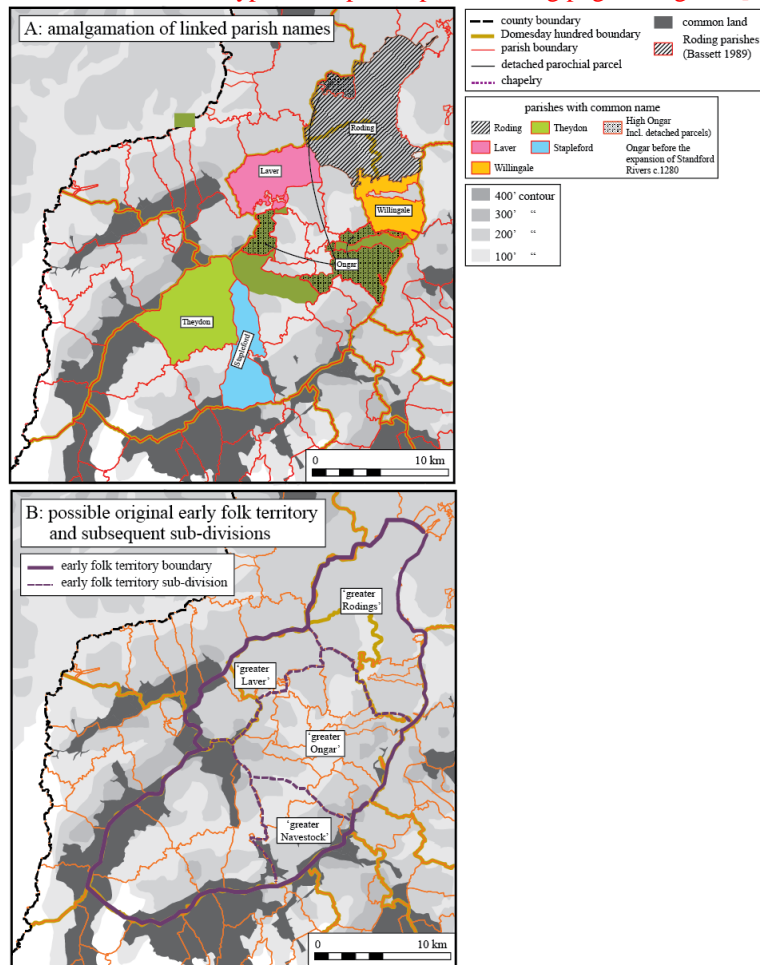 A: amalgamation of linked parish names
Roding
Laver
Willingale
Ongar
Theydon
Stapleford
0 10 km
county boundary
Domesday hundred boundary
parish boundary
detached parochial parcel
chapelry
common land
Roding parishes
(Bassett 1989)
parishes with common name
Roding
Laver
Willingale
Theydon
Stapleford
High Ongar
Incl. detached parcels)
Ongar before the
expansion of Standford
Rivers c.1280
400' contour
300' “
200' “
100' “
B: possible original early folk territory
and subsequent sub-divisions
early folk territory boundary
early folk territory sub-division
‘greater
Rodings’
‘greater
Laver’
‘greater
Ongar’
‘greater
Navestock’
0 10 km